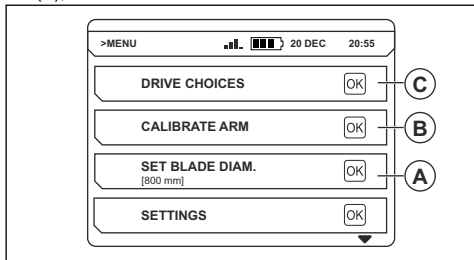 >MENU 20 DEC 20:55
DRIVE CHOICES OK C
CALIBRATE ARM OK B
SET BLADE DIAM. OK A
[800 mm]
SETTINGS OK